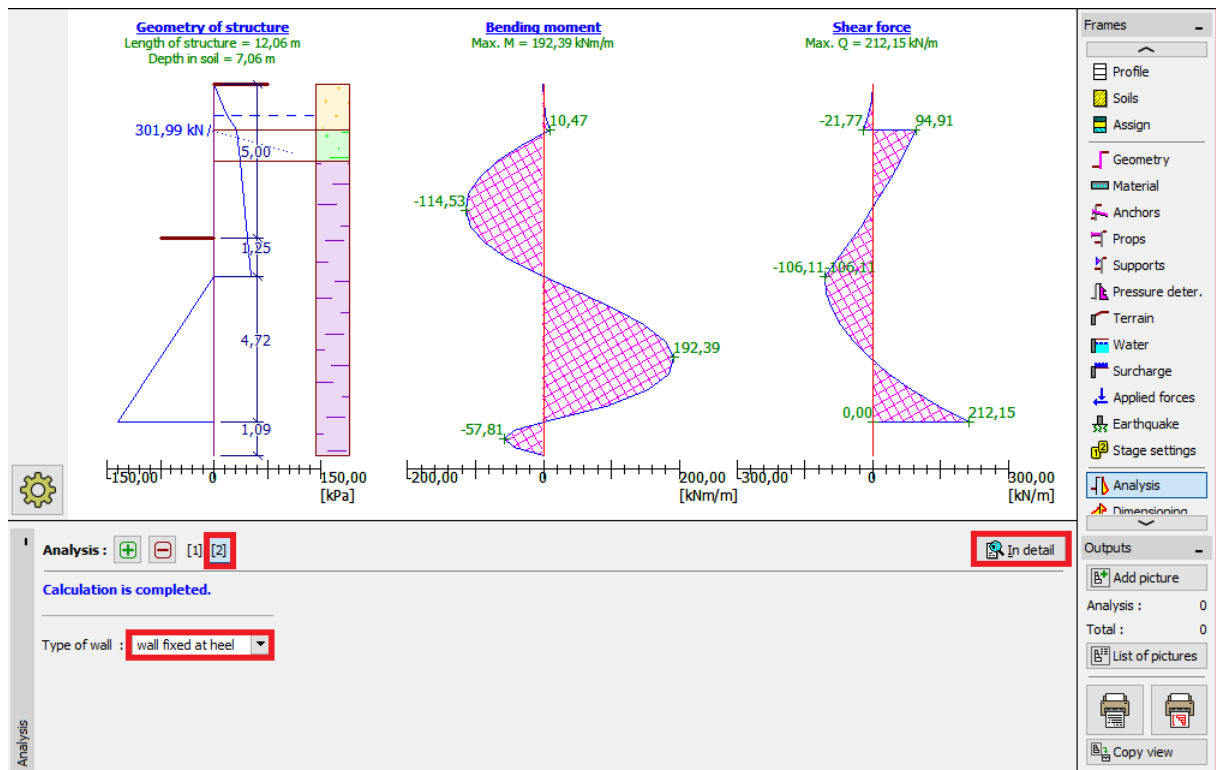 Geometry of structure
Length of structure = 12,06 m
Depth in soil = 7,06 m
301,99 kN
5,00
1,25
4,72
1,09
-150,00 0 150,00
[kPa]
Bending moment
Max. M = 192,39 kNm/m
10,47
-114,53
192,39
-57,81
-200,00 0 200,00
[kNm/m]
Shear force
Max. Q = 212,15 kN/m
-21,77 94,91
-106,11 -106,11
0,00 212,15
-300,00 0 300,00
[kN/m]
Frames
Profile
Soils
Assign
Geometry
Material
Anchors
Props
Supports
Pressure deter.
Terrain
Water
Surcharge
Applied forces
Earthquake
Stage settings
Analysis
Dimensioning
Outputs
Add picture
Analysis : 0
Total : 0
List of pictures
Copy view
Analysis : [1] [2]
In detail
Calculation is completed.
Type of wall : wall fixed at heel
Analysis